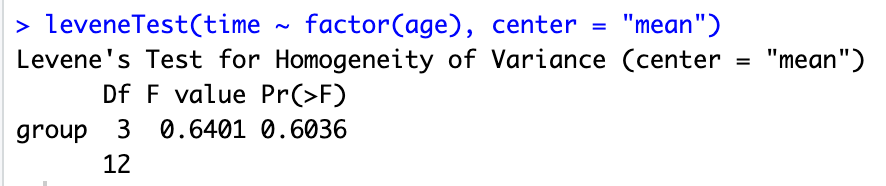 > leveneTest(time ~ factor(age), center = "mean")
Levene's Test for Homogeneity of Variance (center = "mean")
      Df F value Pr(>F)
group  3  0.6401 0.6036
      12